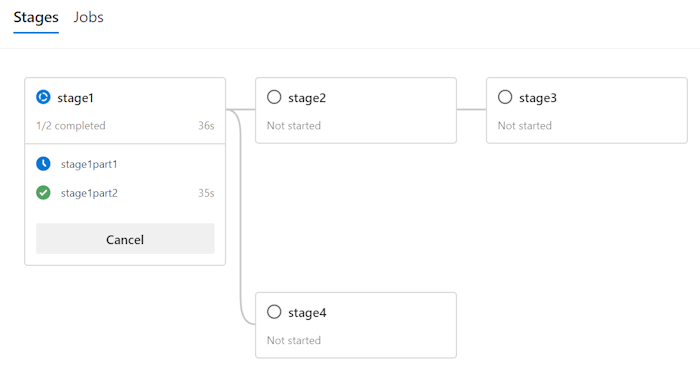 Stages Jobs
stage1
1/2 completed 36s
stage1part1
stage1part2 35s
Cancel
stage2
Not started
stage3
Not started
stage4
Not started